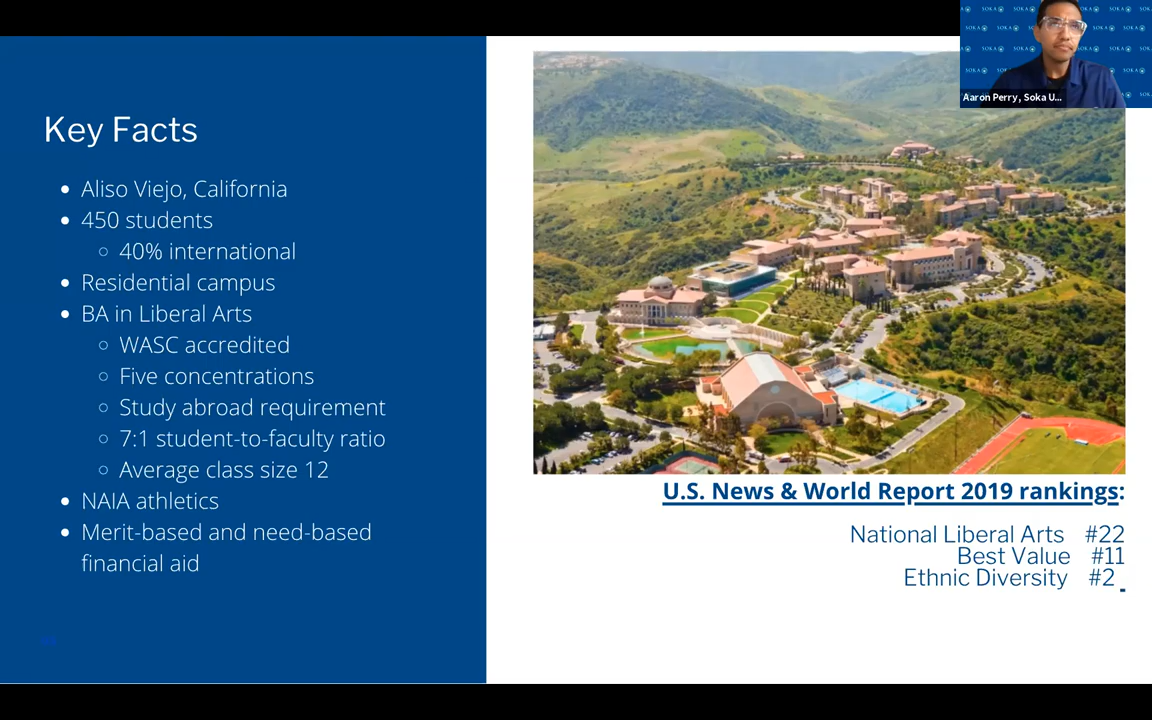 SOKA
Aaron Perry, Soka U...
Key Facts
Aliso Viejo, California
450 students
40% international
Residential campus
BA in Liberal Arts
WASC accredited
Five concentrations
Study abroad requirement
7:1 student-to-faculty ratio
Average class size 12
NAIA athletics
Merit-based and need-based
financial aid
U.S. News & World Report 2019 rankings:
National Liberal Arts #22
Best Value #11
Ethnic Diversity #2